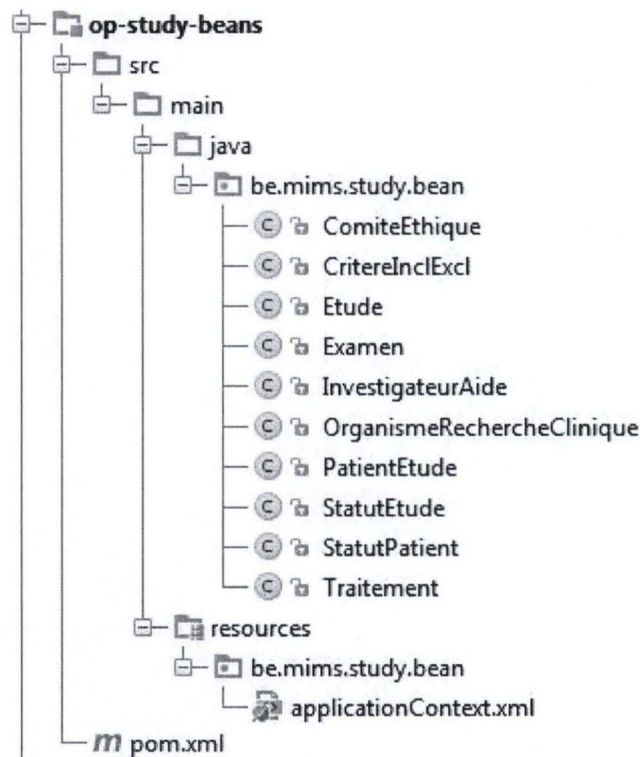 op-study-beans
src
main
java
be.mims.study.bean
C ComiteEthique
C CritereInclExcl
C Etude
C Examen
C InvestigateurAide
C OrganismeRechercheClinique
C PatientEtude
C StatutEtude
C StatutPatient
C Traitement
resources
be.mims.study.bean
applicationContext.xml
m pom.xml